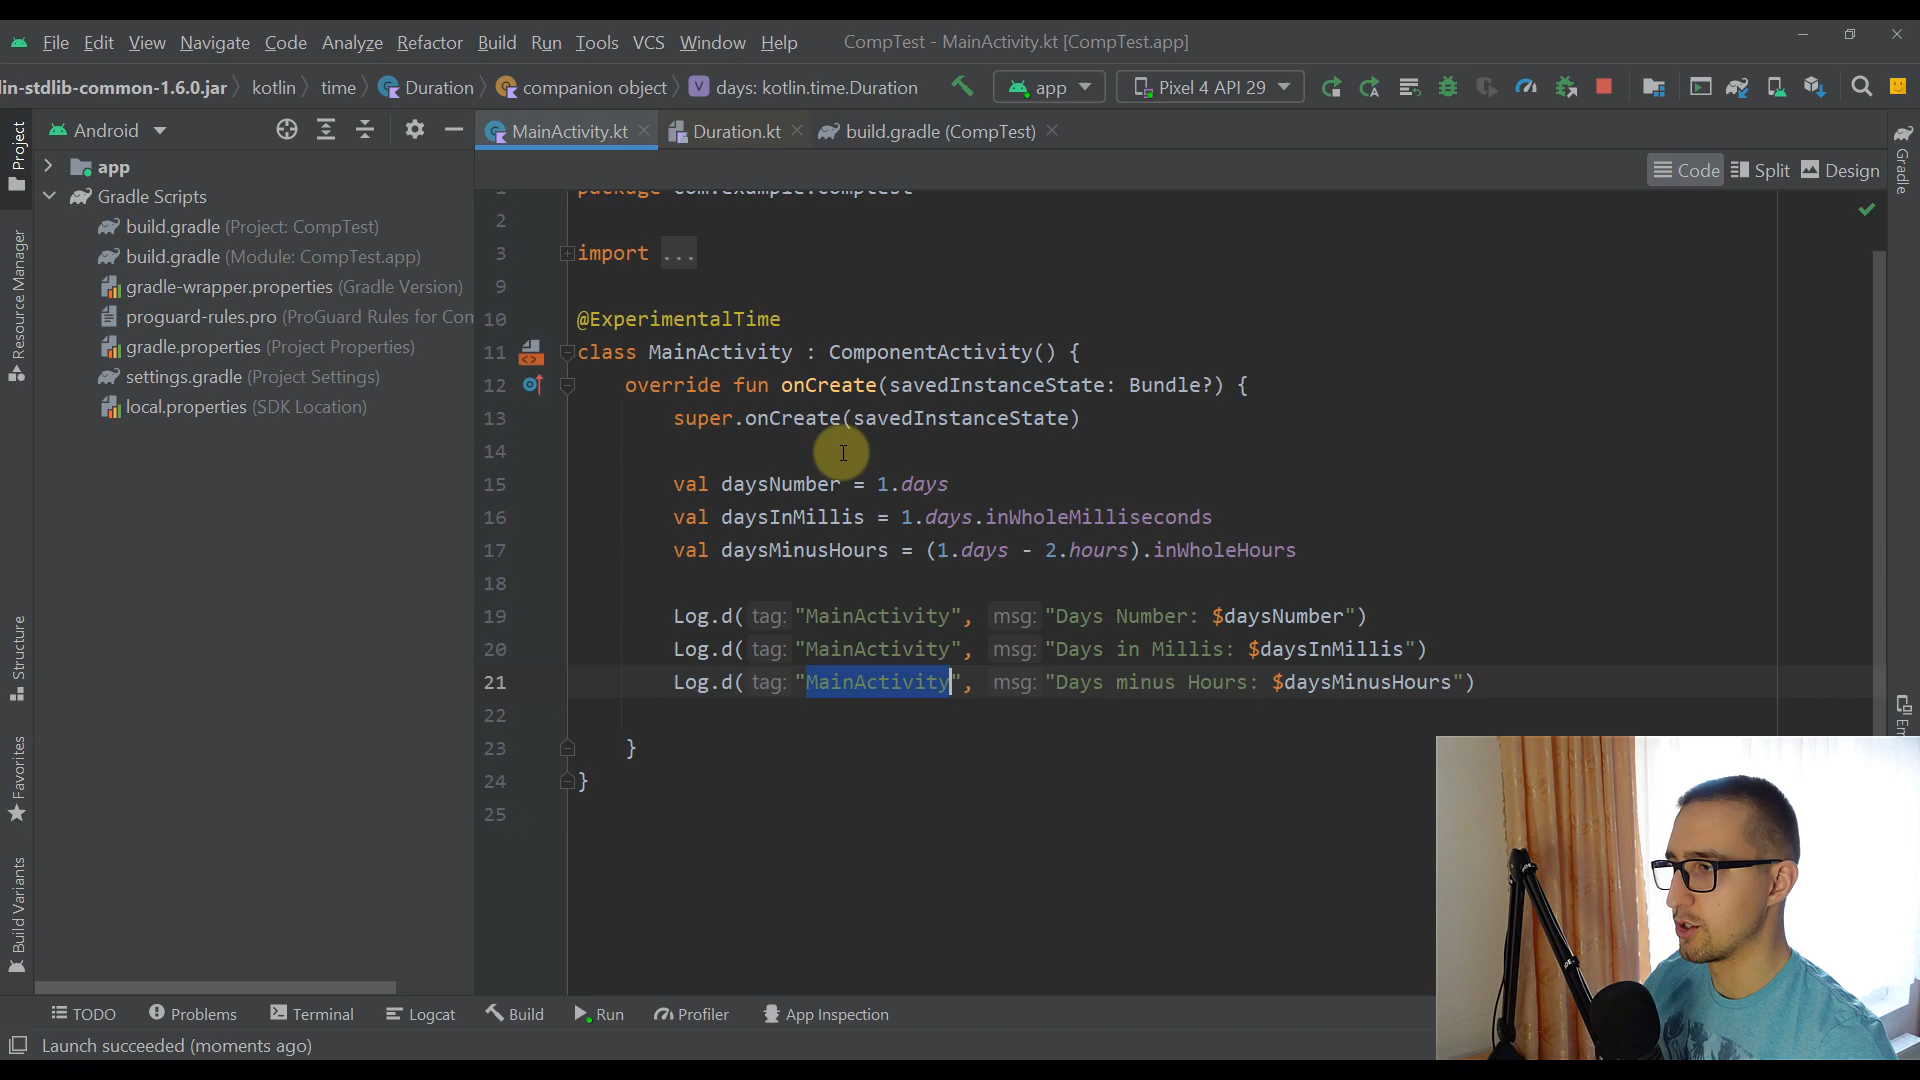 File Edit View Navigate Code Analyze Refactor Build Run Tools VCS Window Help CompTest - MainActivity.kt [CompTest.app]
lin-stdlib-common-1.6.0.jar kotlin time Duration companion object V days: kotlin.time.Duration app Pixel 4 API 29
Project
Android
MainActivity.kt Duration.kt build.gradle (CompTest)
Code Split Design
Gradle
app
Gradle Scripts
build.gradle (Project: CompTest)
build.gradle (Module: CompTest.app)
gradle-wrapper.properties (Gradle Version)
proguard-rules.pro (ProGuard Rules for Com
gradle.properties (Project Properties)
settings.gradle (Project Settings)
local.properties (SDK Location)
Resource Manager
Structure
Favorites
Build Variants
1 package com.example.comptest
2
3 import ...
9
10 @ExperimentalTime
11 class MainActivity : ComponentActivity() {
12 override fun onCreate(savedInstanceState: Bundle?) {
13 super.onCreate(savedInstanceState)
14
15 val daysNumber = 1.days
16 val daysInMillis = 1.days.inWholeMilliseconds
17 val daysMinusHours = (1.days - 2.hours).inWholeHours
18
19 Log.d( tag: "MainActivity", msg: "Days Number: $daysNumber")
20 Log.d( tag: "MainActivity", msg: "Days in Millis: $daysInMillis")
21 Log.d( tag: "MainActivity", msg: "Days minus Hours: $daysMinusHours")
22
23 }
24 }
25
Em
TODO Problems Terminal Logcat Build Run Profiler App Inspection
Launch succeeded (moments ago)